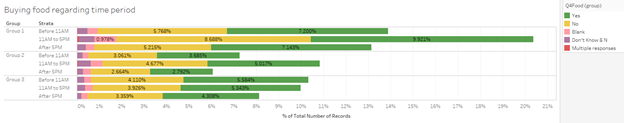 Buying food regarding time period
Group Strata
Group 1 Before 11AM 5.768% 7.200%
11AM to 5PM 0.978% 8.688% 9.921%
After 5PM 5.216% 7.143%
Group 2 Before 11AM 3.061% 3.685%
11AM to 5PM 4.677% 5.017%
After 5PM 2.664% 2.792%
Group 3 Before 11AM 4.110% 5.584%
11AM to 5PM 3.926% 5.343%
After 5PM 3.359% 4.308%
0% 1% 2% 3% 4% 5% 6% 7% 8% 9% 10% 11% 12% 13% 14% 15% 16% 17% 18% 19% 20% 21%
% of Total Number of Records
Q4Food (group)
Yes
No
Blank
Don't Know & N
Multiple responses